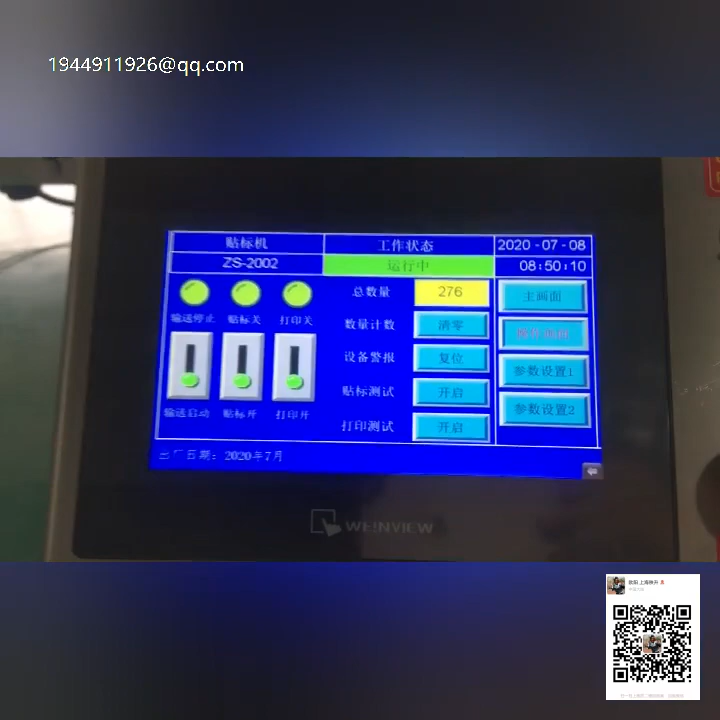 1944911926@qq.com
贴标机
工作状态
2020-07-08
ZS-2002
运行中
08:50:10
总数量
276
主画面
输送停止
贴标关
打印关
数量计数
清零
设备警报
复位
参数设置1
贴标测试
开启
参数设置2
输送启动
贴标开
打印开
打印测试
开启
出厂日期：2020年7月
WEINVIEW